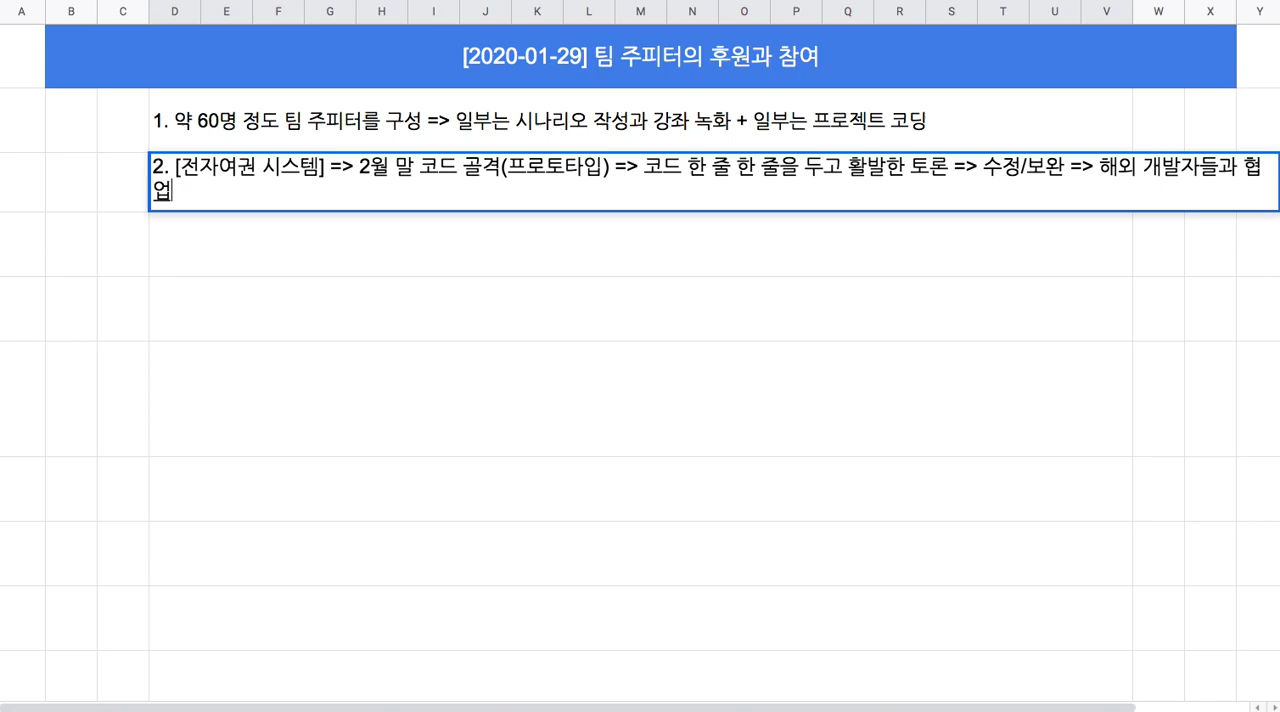 A B C D E F G H I J K L M N O P Q R S T U V W X Y
[2020-01-29] 팀 주피터의 후원과 참여
1. 약 60명 정도 팀 주피터를 구성 => 일부는 시나리오 작성과 강좌 녹화 + 일부는 프로젝트 코딩
2. [전자여권 시스템] => 2월 말 코드 골격(프로토타입) => 코드 한 줄 한 줄을 두고 활발한 토론 => 수정/보완 => 해외 개발자들과 협
업